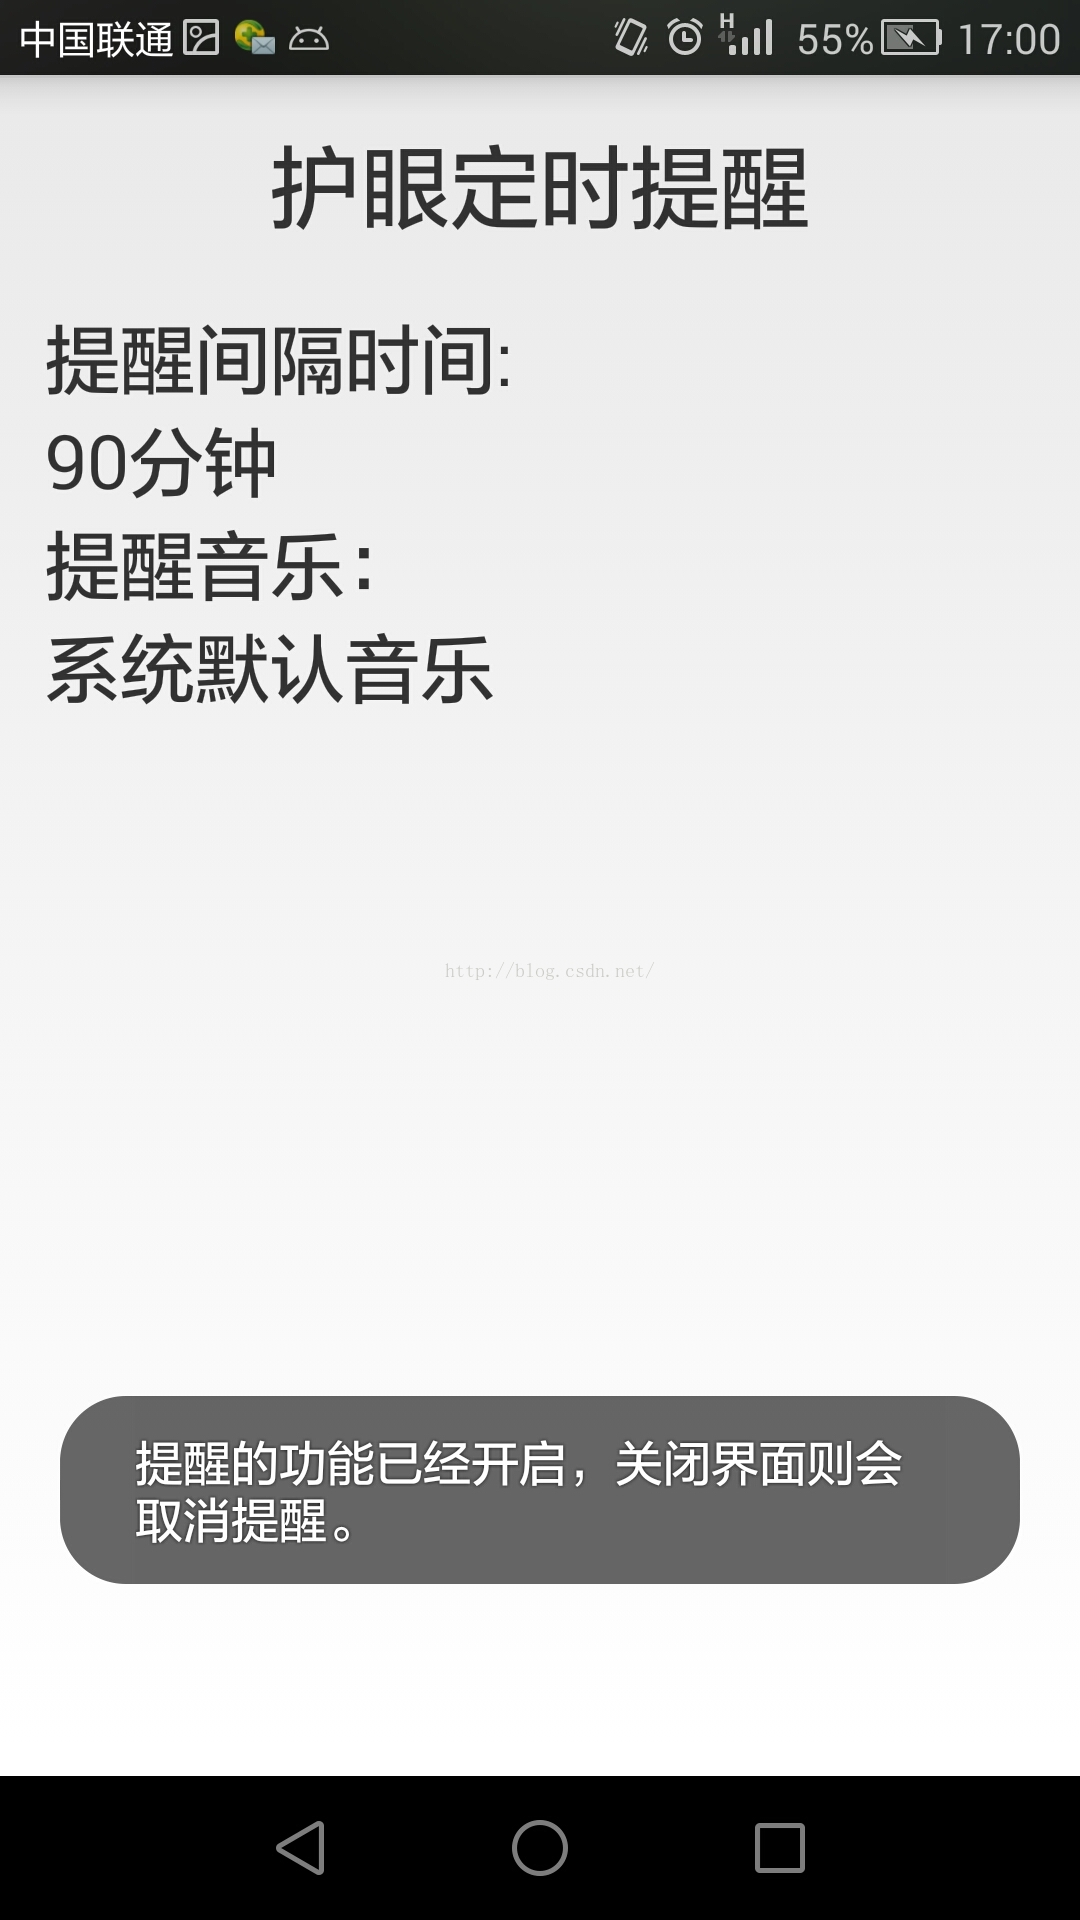 中国联通 H 55% 17:00
护眼定时提醒
提醒间隔时间:
90分钟
提醒音乐：
系统默认音乐
http://blog.csdn.net/
提醒的功能已经开启，关闭界面则会
取消提醒。